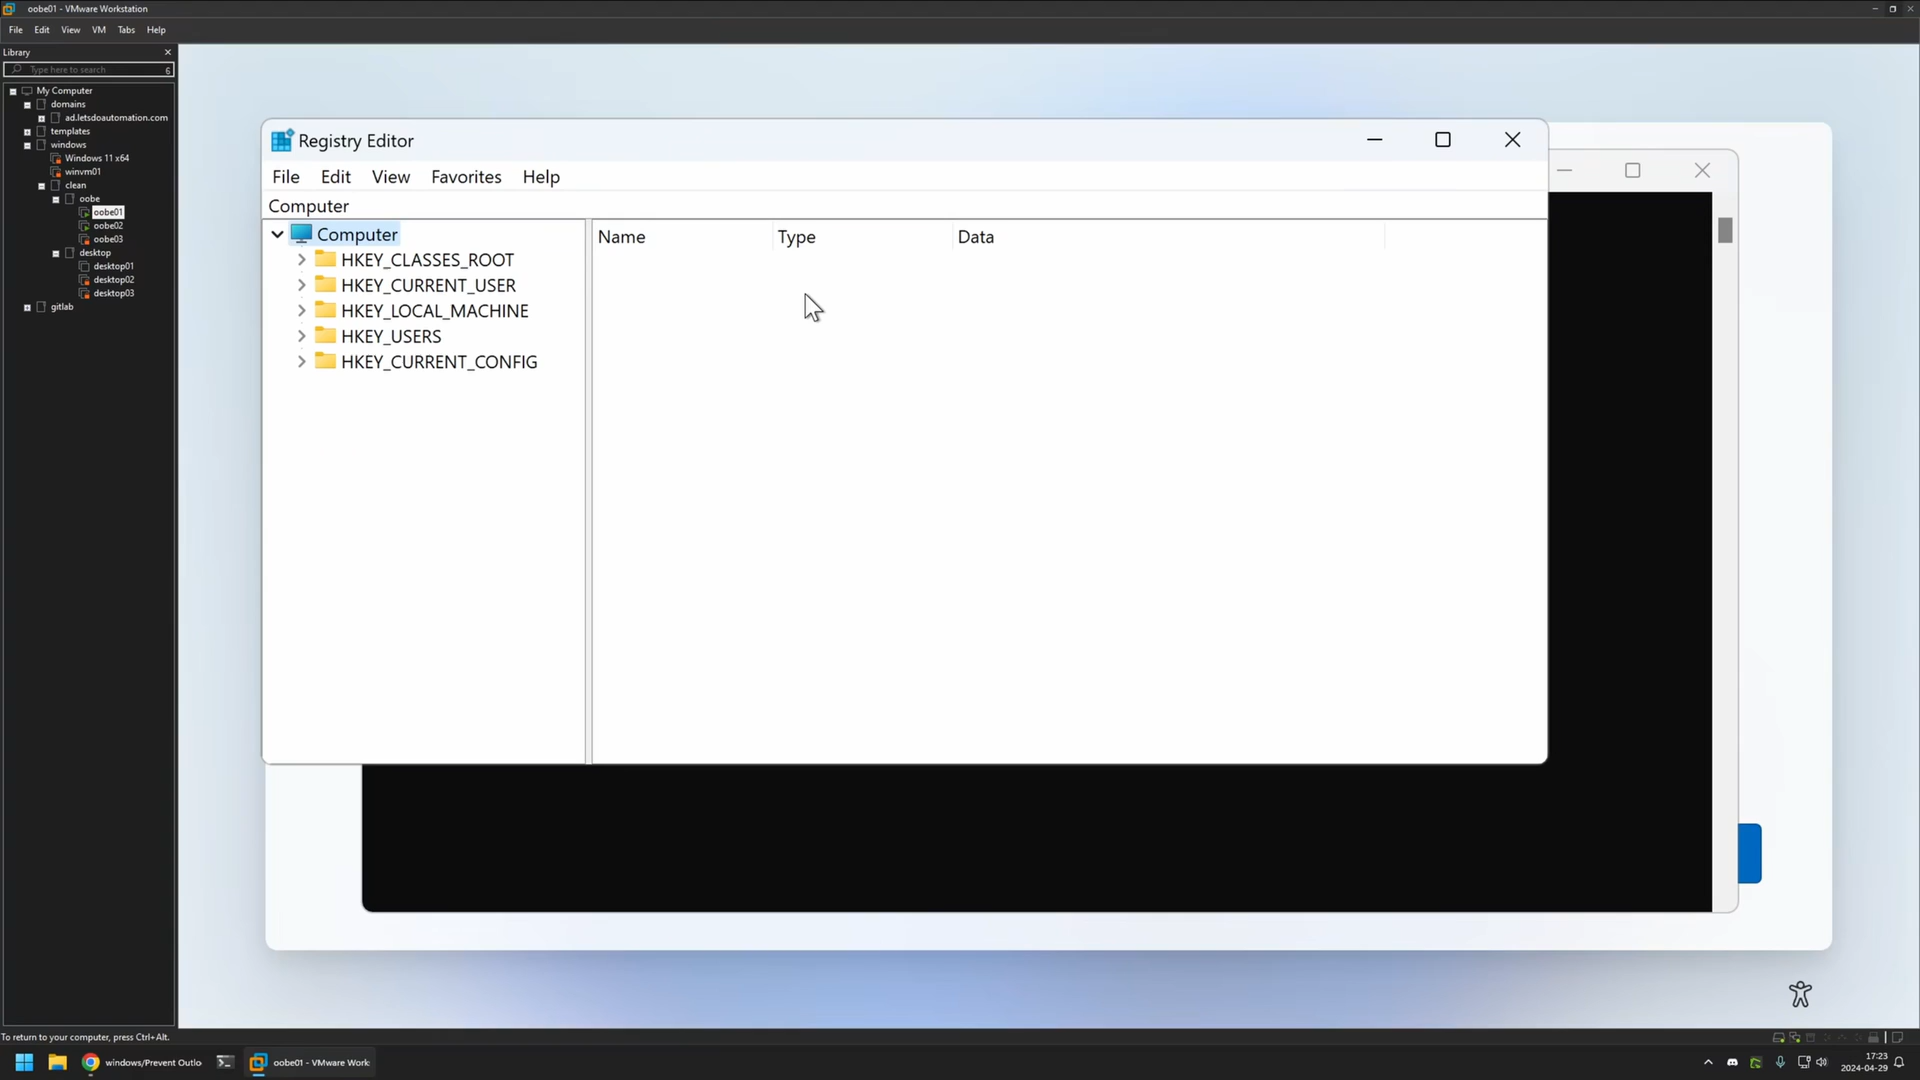 oobe01 - VMware Workstation
File Edit View VM Tabs Help
Library
Type here to search
My Computer
domains
ad.letsdoautomation.com
templates
windows
Windows 11 x64
winvm01
clean
oobe
oobe01
oobe02
oobe03
desktop
desktop01
desktop02
desktop03
gitlab
Registry Editor
File Edit View Favorites Help
Computer
Computer
HKEY_CLASSES_ROOT
HKEY_CURRENT_USER
HKEY_LOCAL_MACHINE
HKEY_USERS
HKEY_CURRENT_CONFIG
Name Type Data
To return to your computer, press Ctrl+Alt.
windows/Prevent Outlo
oobe01 - VMware Work
17:23
2024-04-29